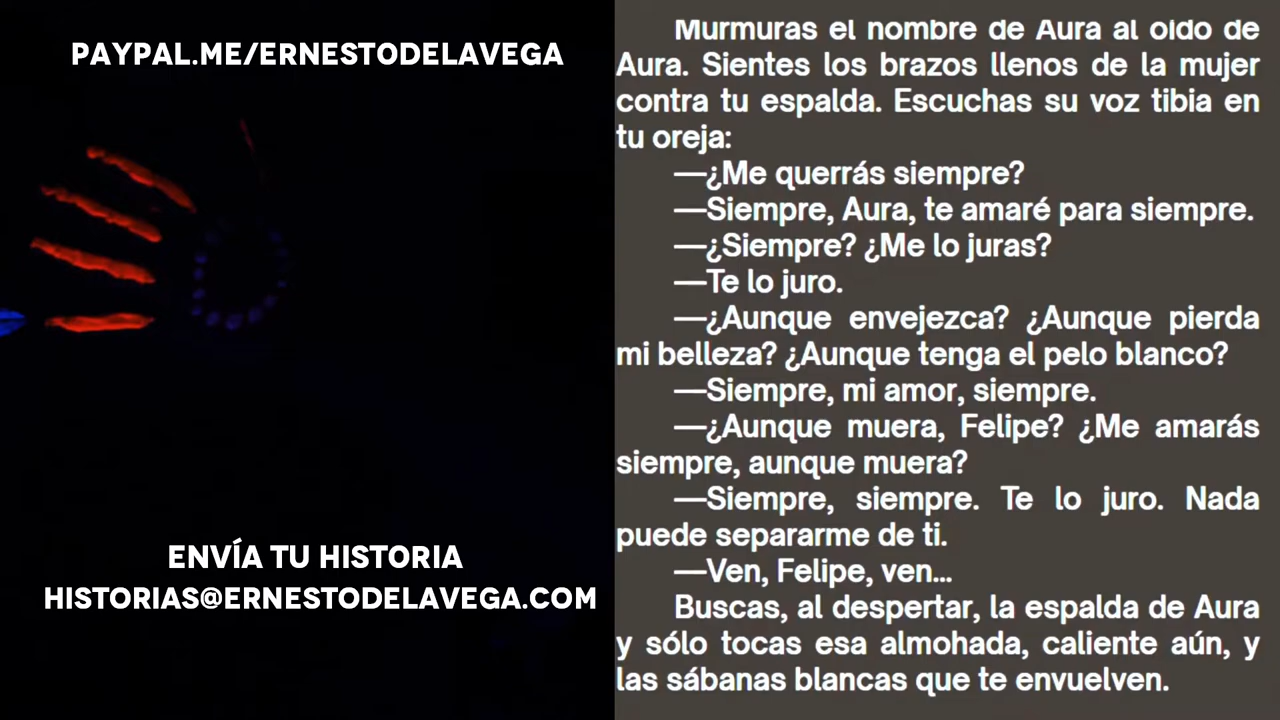 PAYPAL.ME/ERNESTODELAVEGA
ENVÍA TU HISTORIA
HISTORIAS@ERNESTODELAVEGA.COM
Murmuras el nombre de Aura al oído de
Aura. Sientes los brazos llenos de la mujer
contra tu espalda. Escuchas su voz tibia en
tu oreja:
—¿Me querrás siempre?
—Siempre, Aura, te amaré para siempre.
—¿Siempre? ¿Me lo juras?
—Te lo juro.
—¿Aunque envejezca? ¿Aunque pierda
mi belleza? ¿Aunque tenga el pelo blanco?
—Siempre, mi amor, siempre.
—¿Aunque muera, Felipe? ¿Me amarás
siempre, aunque muera?
—Siempre, siempre. Te lo juro. Nada
puede separarme de ti.
—Ven, Felipe, ven...
Buscas, al despertar, la espalda de Aura
y sólo tocas esa almohada, caliente aún, y
las sábanas blancas que te envuelven.